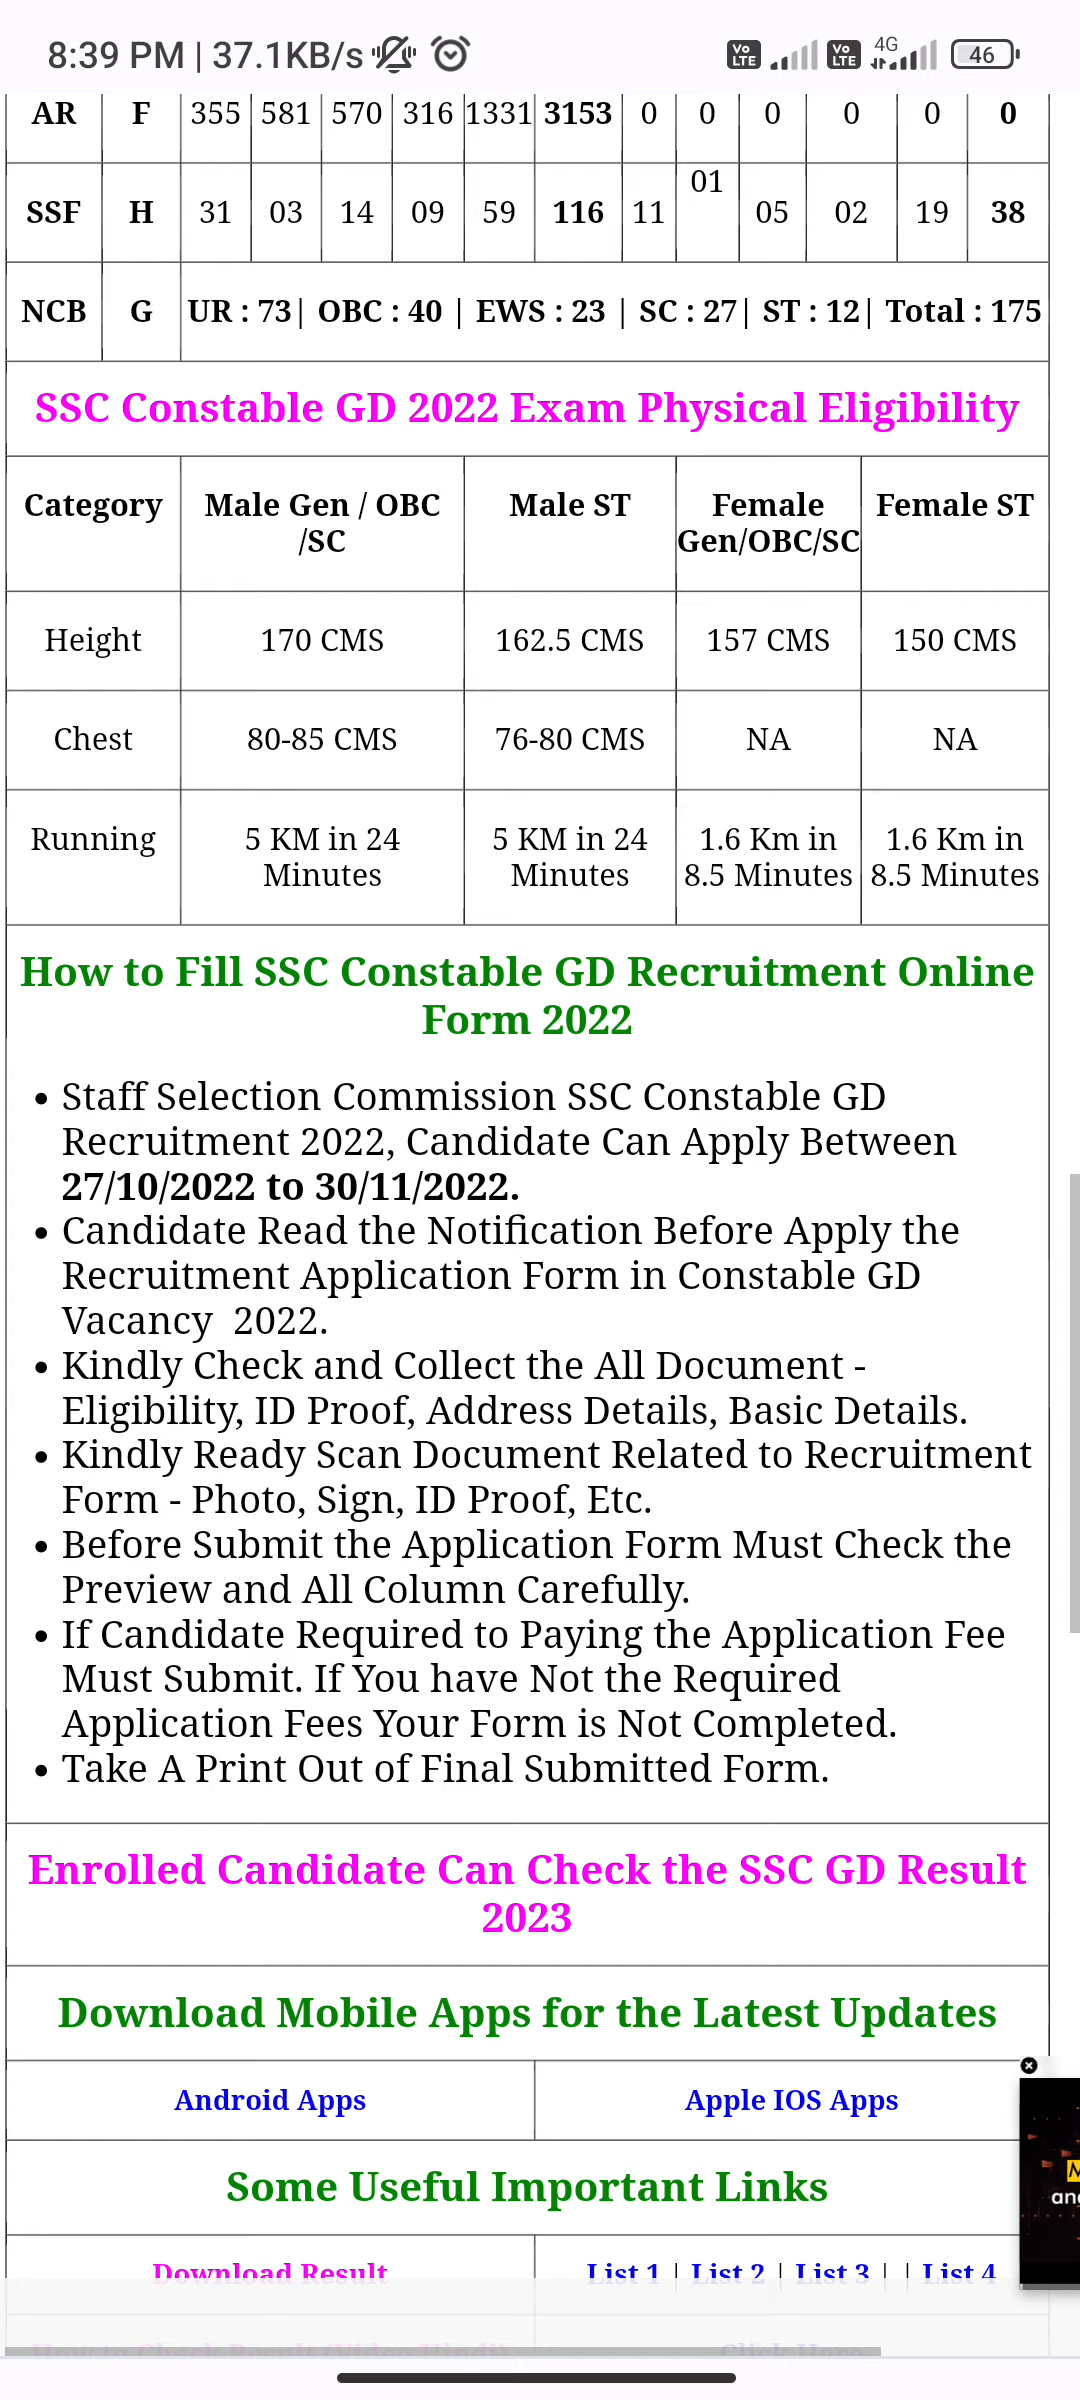 8:39 PM | 37.1KB/s Vo LTE Vo LTE 4G 46
AR F 355 581 570 316 1331 3153 0 0 0 0 0 0
SSF H 31 03 14 09 59 116 11 01 05 02 19 38
NCB G UR : 73| OBC : 40 | EWS : 23 | SC : 27| ST : 12| Total : 175
SSC Constable GD 2022 Exam Physical Eligibility
Category Male Gen / OBC /SC Male ST Female Gen/OBC/SC Female ST
Height 170 CMS 162.5 CMS 157 CMS 150 CMS
Chest 80-85 CMS 76-80 CMS NA NA
Running 5 KM in 24 Minutes 5 KM in 24 Minutes 1.6 Km in 8.5 Minutes 1.6 Km in 8.5 Minutes
How to Fill SSC Constable GD Recruitment Online
Form 2022
• Staff Selection Commission SSC Constable GD
Recruitment 2022, Candidate Can Apply Between
27/10/2022 to 30/11/2022.
• Candidate Read the Notification Before Apply the
Recruitment Application Form in Constable GD
Vacancy  2022.
• Kindly Check and Collect the All Document -
Eligibility, ID Proof, Address Details, Basic Details.
• Kindly Ready Scan Document Related to Recruitment
Form - Photo, Sign, ID Proof, Etc.
• Before Submit the Application Form Must Check the
Preview and All Column Carefully.
• If Candidate Required to Paying the Application Fee
Must Submit. If You have Not the Required
Application Fees Your Form is Not Completed.
• Take A Print Out of Final Submitted Form.
Enrolled Candidate Can Check the SSC GD Result
2023
Download Mobile Apps for the Latest Updates
Android Apps Apple IOS Apps
Some Useful Important Links
Download Result List 1 | List 2 | List 3 | | List 4
How to Check Result (Video Hindi) Click Here